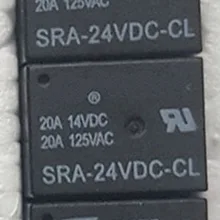 20A 125VAC
SRA-24VDC-CL
®
20A 14VDC
20A 125VAC
SRA-24VDC-CL